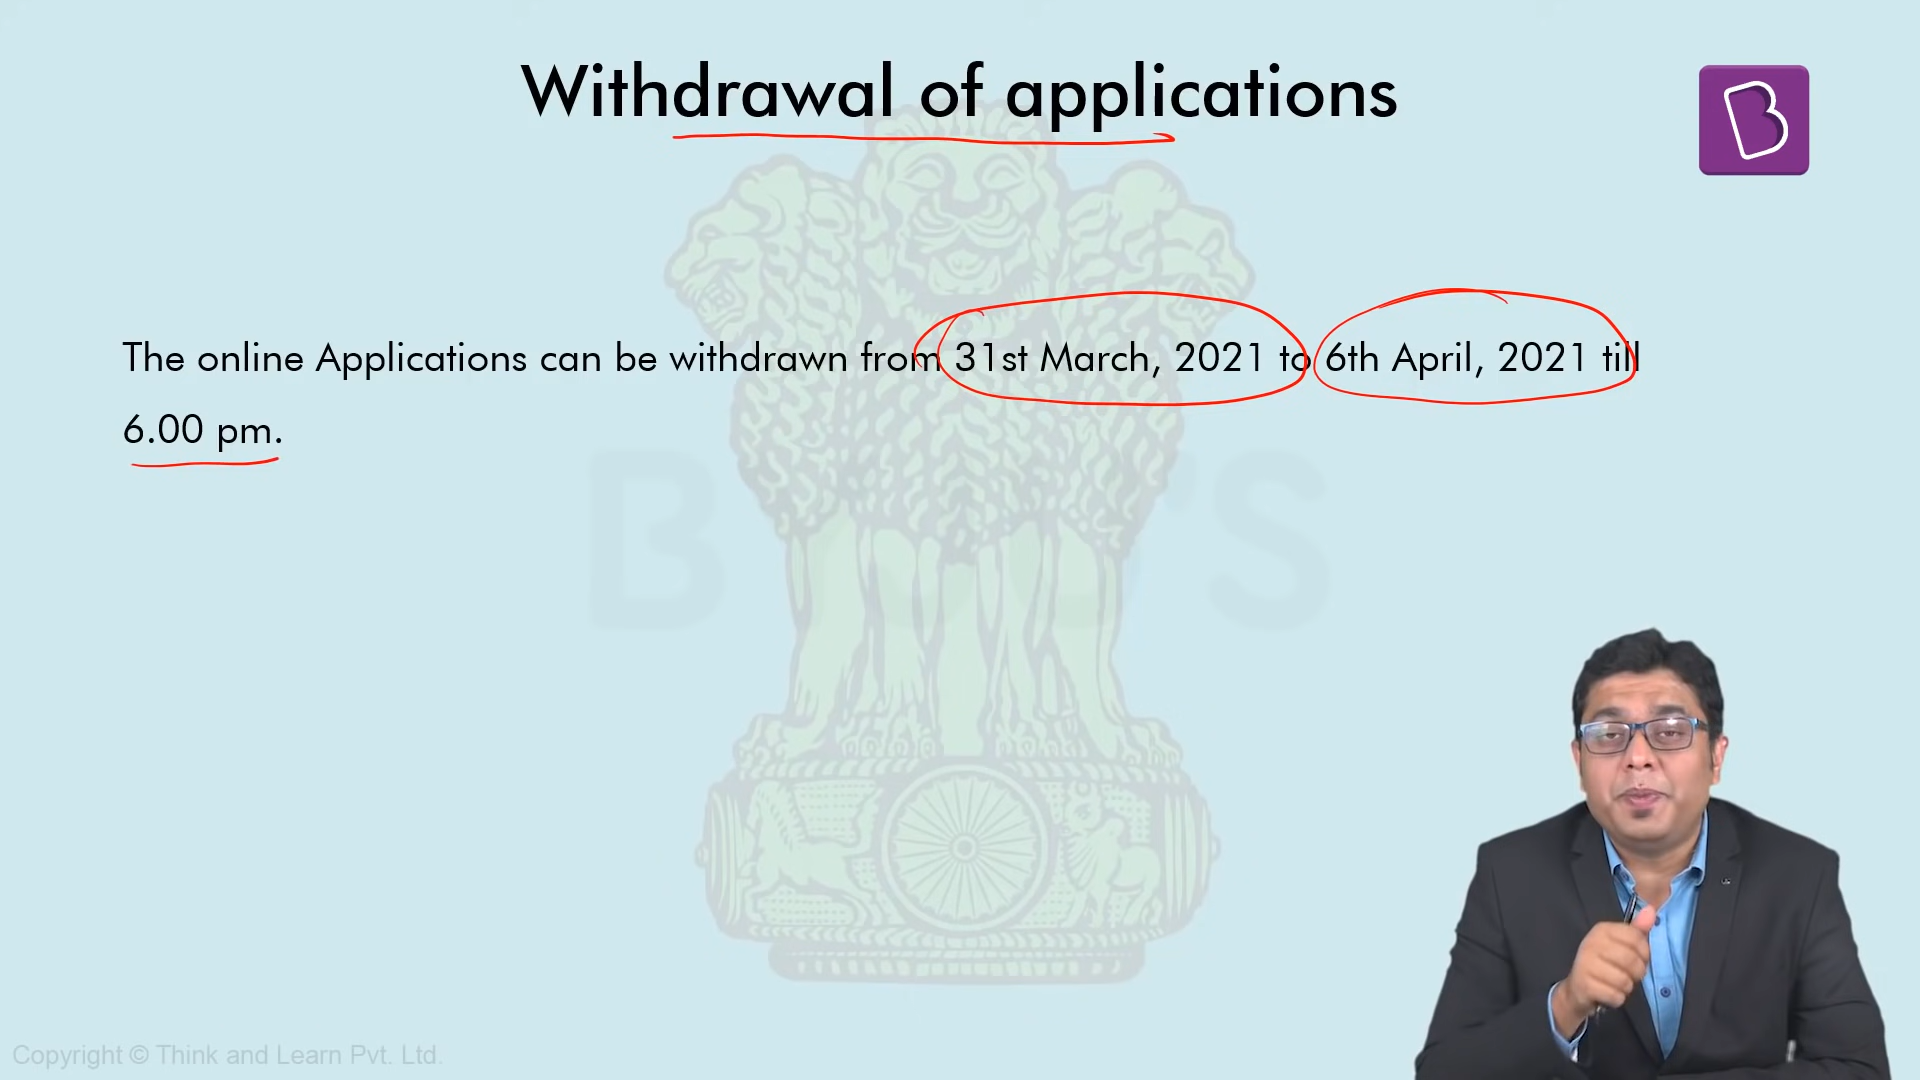 Withdrawal of applications
B
The online Applications can be withdrawn from 31st March, 2021 to 6th April, 2021 till
6.00 pm.
BYJU'S
Copyright © Think and Learn Pvt. Ltd.